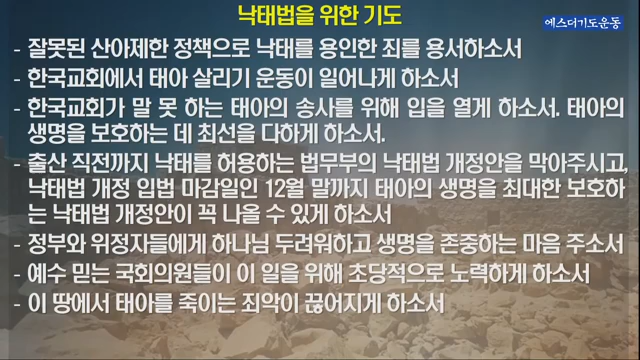 낙태법을 위한 기도
에스더기도운동
- 잘못된 산아제한 정책으로 낙태를 용인한 죄를 용서하소서
- 한국교회에서 태아 살리기 운동이 일어나게 하소서
- 한국교회가 말 못 하는 태아의 송사를 위해 입을 열게 하소서. 태아의
생명을 보호하는 데 최선을 다하게 하소서.
- 출산 직전까지 낙태를 허용하는 법무부의 낙태법 개정안을 막아주시고,
낙태법 개정 입법 마감일인 12월 말까지 태아의 생명을 최대한 보호하
는 낙태법 개정안이 꼭 나올 수 있게 하소서
- 정부와 위정자들에게 하나님 두려워하고 생명을 존중하는 마음 주소서
- 예수 믿는 국회의원들이 이 일을 위해 초당적으로 노력하게 하소서
- 이 땅에서 태아를 죽이는 죄악이 끊어지게 하소서